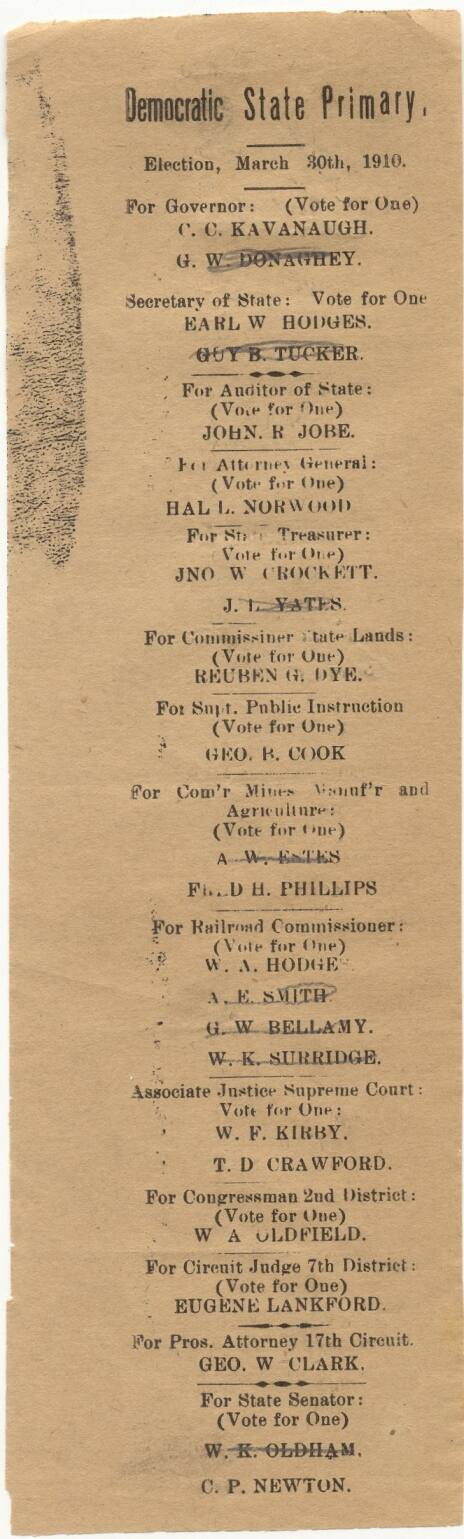 Democratic State Primary.
Election, March 30th, 1910.
For Governor: (Vote for One)
C. C. KAVANAUGH.
G. W. DONAGHEY.
Secretary of State: Vote for One
EARL W HODGES.
GUY B. TUCKER.
For Auditor of State:
(Vote for One)
JOHN. R JOBE.
For Attorney General:
(Vote for One)
HAL L. NORWOOD
For State Treasurer:
Vote for One)
JNO W CROCKETT.
J. L. YATES.
For Commissiner State Lands:
(Vote for One)
REUBEN G. DYE.
For Supt. Public Instruction
(Vote for One)
GEO. B. COOK
For Com'r Mines Manuf'r and
Agriculture:
(Vote for One)
A W. ESTES
FRED H. PHILLIPS
For Railroad Commissioner:
(Vote for One)
W. A. HODGE
A. E. SMITH
G. W BELLAMY.
W. K. SURRIDGE.
Associate Justice Supreme Court:
Vote for One:
W. F. KIRBY.
T. D CRAWFORD.
For Congressman 2nd District:
(Vote for One)
W A OLDFIELD.
For Circuit Judge 7th District:
(Vote for One)
EUGENE LANKFORD.
For Pros. Attorney 17th Circuit.
GEO. W CLARK.
For State Senator:
(Vote for One)
W. K. OLDHAM.
C. P. NEWTON.